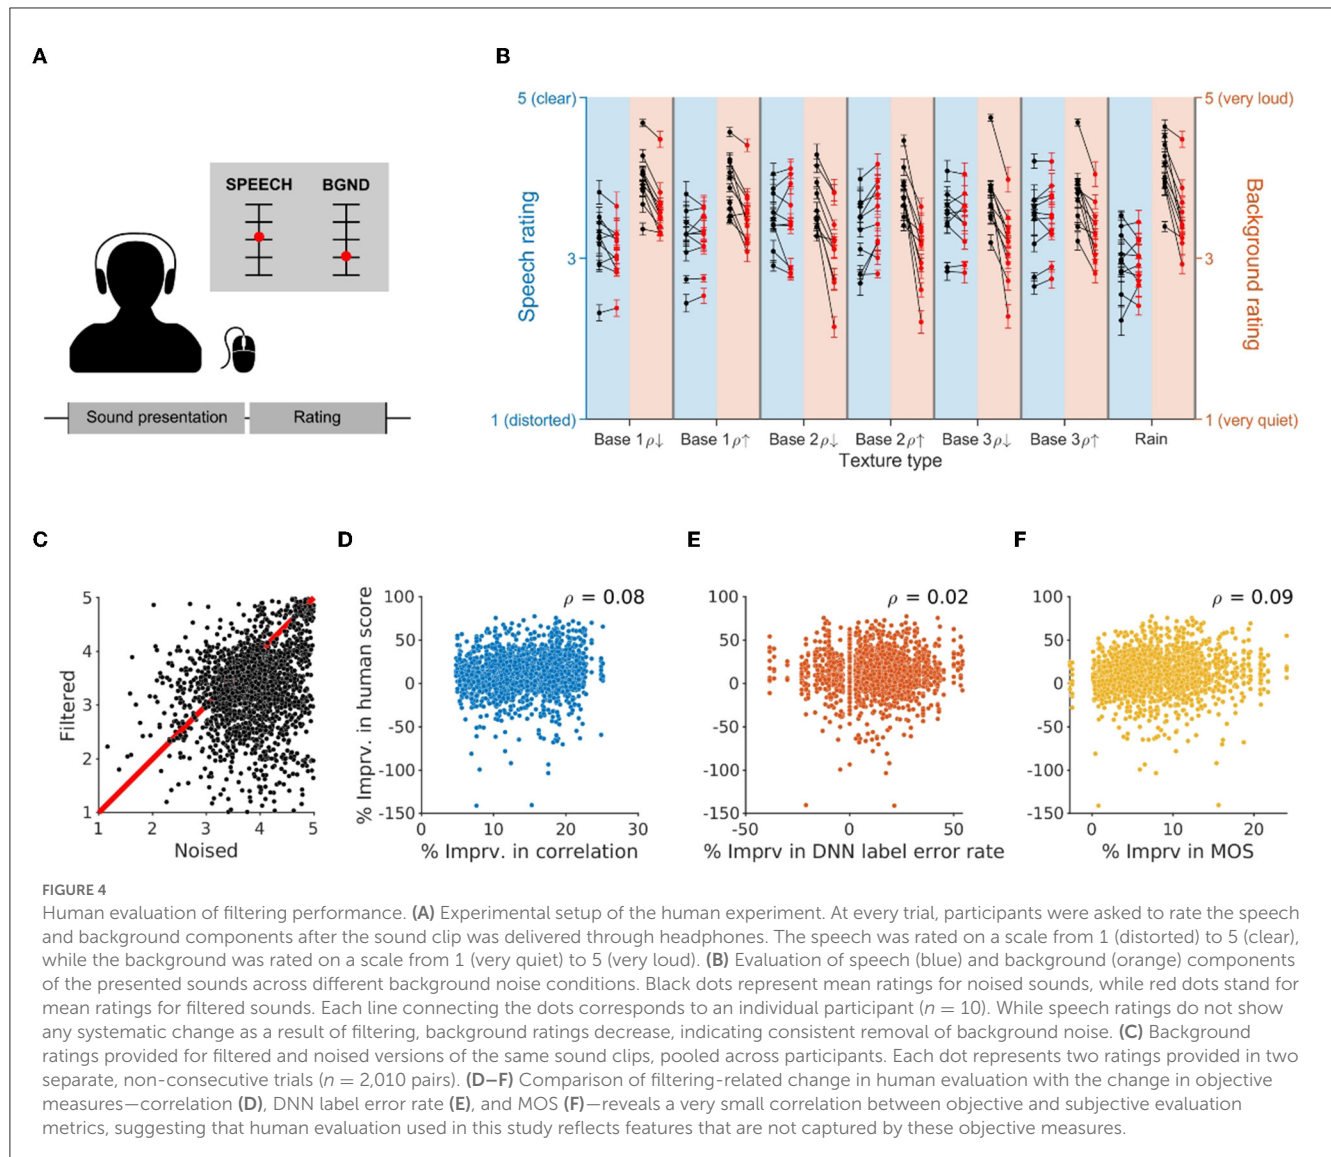 A
SPEECH BGND
Sound presentation Rating
B
5 (clear)
3
1 (distorted)
Speech rating
5 (very loud)
3
1 (very quiet)
Background rating
Base 1ρ↓ Base 1ρ↑ Base 2ρ↓ Base 2ρ↑ Base 3ρ↓ Base 3ρ↑ Rain
Texture type
C
5
4
3
2
1
Filtered
1 2 3 4 5
Noised
D
ρ = 0.08
100
50
0
-50
-100
-150
% Imprv. in human score
0 10 20 30
% Imprv. in correlation
E
ρ = 0.02
100
50
0
-50
-100
-150
-50 0 50
% Imprv in DNN label error rate
F
ρ = 0.09
100
50
0
-50
-100
-150
0 10 20
% Imprv in MOS
FIGURE 4
Human evaluation of filtering performance. (A) Experimental setup of the human experiment. At every trial, participants were asked to rate the speech
and background components after the sound clip was delivered through headphones. The speech was rated on a scale from 1 (distorted) to 5 (clear),
while the background was rated on a scale from 1 (very quiet) to 5 (very loud). (B) Evaluation of speech (blue) and background (orange) components
of the presented sounds across different background noise conditions. Black dots represent mean ratings for noised sounds, while red dots stand for
mean ratings for filtered sounds. Each line connecting the dots corresponds to an individual participant (n = 10). While speech ratings do not show
any systematic change as a result of filtering, background ratings decrease, indicating consistent removal of background noise. (C) Background
ratings provided for filtered and noised versions of the same sound clips, pooled across participants. Each dot represents two ratings provided in two
separate, non-consecutive trials (n = 2,010 pairs). (D–F) Comparison of filtering-related change in human evaluation with the change in objective
measures—correlation (D), DNN label error rate (E), and MOS (F)—reveals a very small correlation between objective and subjective evaluation
metrics, suggesting that human evaluation used in this study reflects features that are not captured by these objective measures.